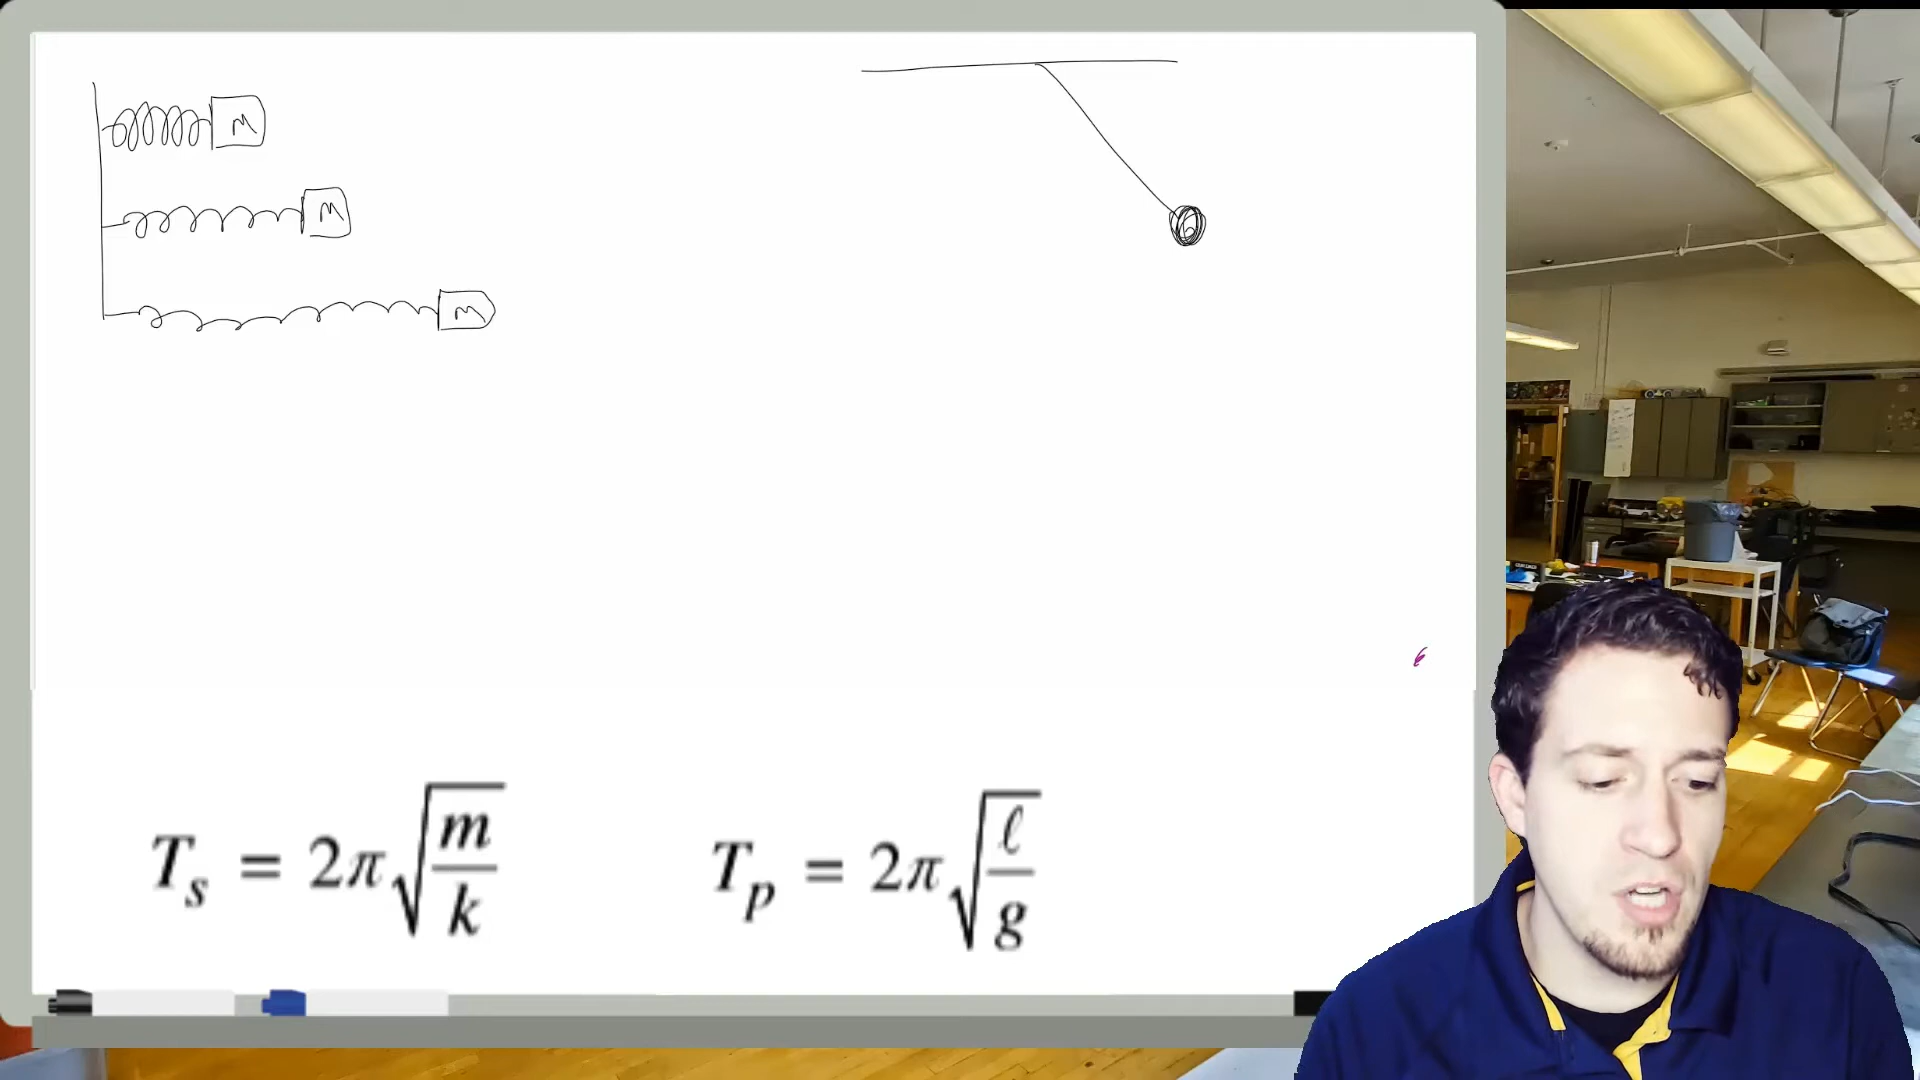 M
M
M
T_s = 2π√(m/k)
T_p = 2π√(ℓ/g)